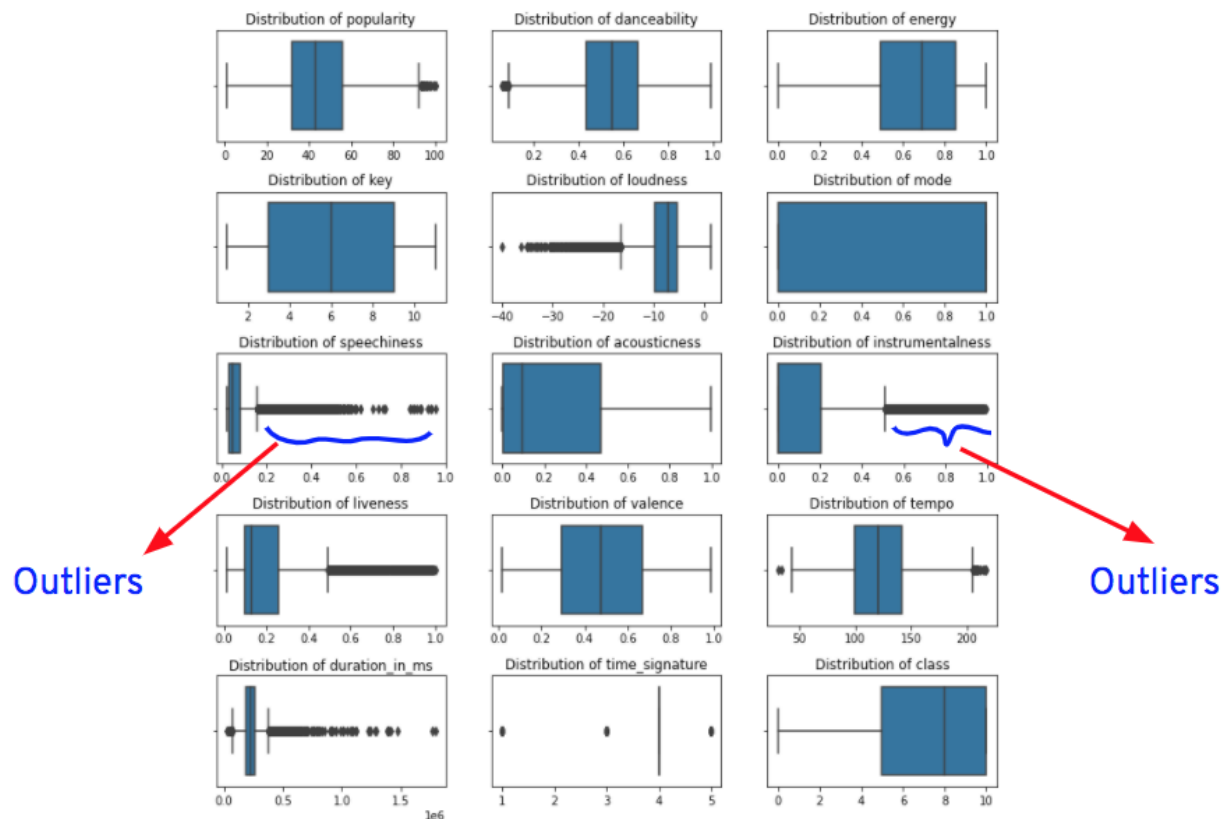 Distribution of popularity
0 20 40 60 80 100
Distribution of danceability
0.2 0.4 0.6 0.8 1.0
Distribution of energy
0.0 0.2 0.4 0.6 0.8 1.0
Distribution of key
2 4 6 8 10
Distribution of loudness
−40 −30 −20 −10 0
Distribution of mode
0.0 0.2 0.4 0.6 0.8 1.0
Distribution of speechiness
0.0 0.2 0.4 0.6 0.8 1.0
Distribution of acousticness
0.0 0.2 0.4 0.6 0.8 1.0
Distribution of instrumentalness
0.0 0.2 0.4 0.6 0.8 1.0
Outliers
Outliers
Distribution of liveness
0.0 0.2 0.4 0.6 0.8 1.0
Distribution of valence
0.0 0.2 0.4 0.6 0.8 1.0
Distribution of tempo
50 100 150 200
Distribution of duration_in_ms
0.0 0.5 1.0 1.5
1e6
Distribution of time_signature
1 2 3 4 5
Distribution of class
0 2 4 6 8 10